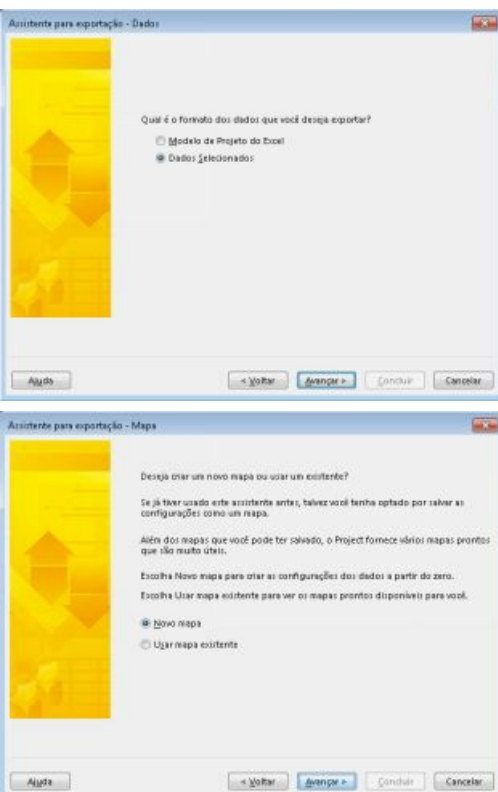 Assistente para exportação - Dados
Qual é o formato dos dados que você deseja exportar?
Modelo de Projeto do Excel
Dados Selecionados
Ajuda
< Voltar
Avançar >
Concluir
Cancelar
Assistente para exportação - Mapa
Deseja criar um novo mapa ou usar um existente?
Se já tiver usado este assistente antes, talvez você tenha optado por salvar as
configurações como um mapa.
Além dos mapas que você pode ter salvado, o Project fornece vários mapas prontos
que são muito úteis.
Escolha Novo mapa para criar as configurações dos dados a partir do zero.
Escolha Usar mapa existente para ver os mapas prontos disponíveis para você.
Novo mapa
Usar mapa existente
Ajuda
< Voltar
Avançar >
Concluir
Cancelar